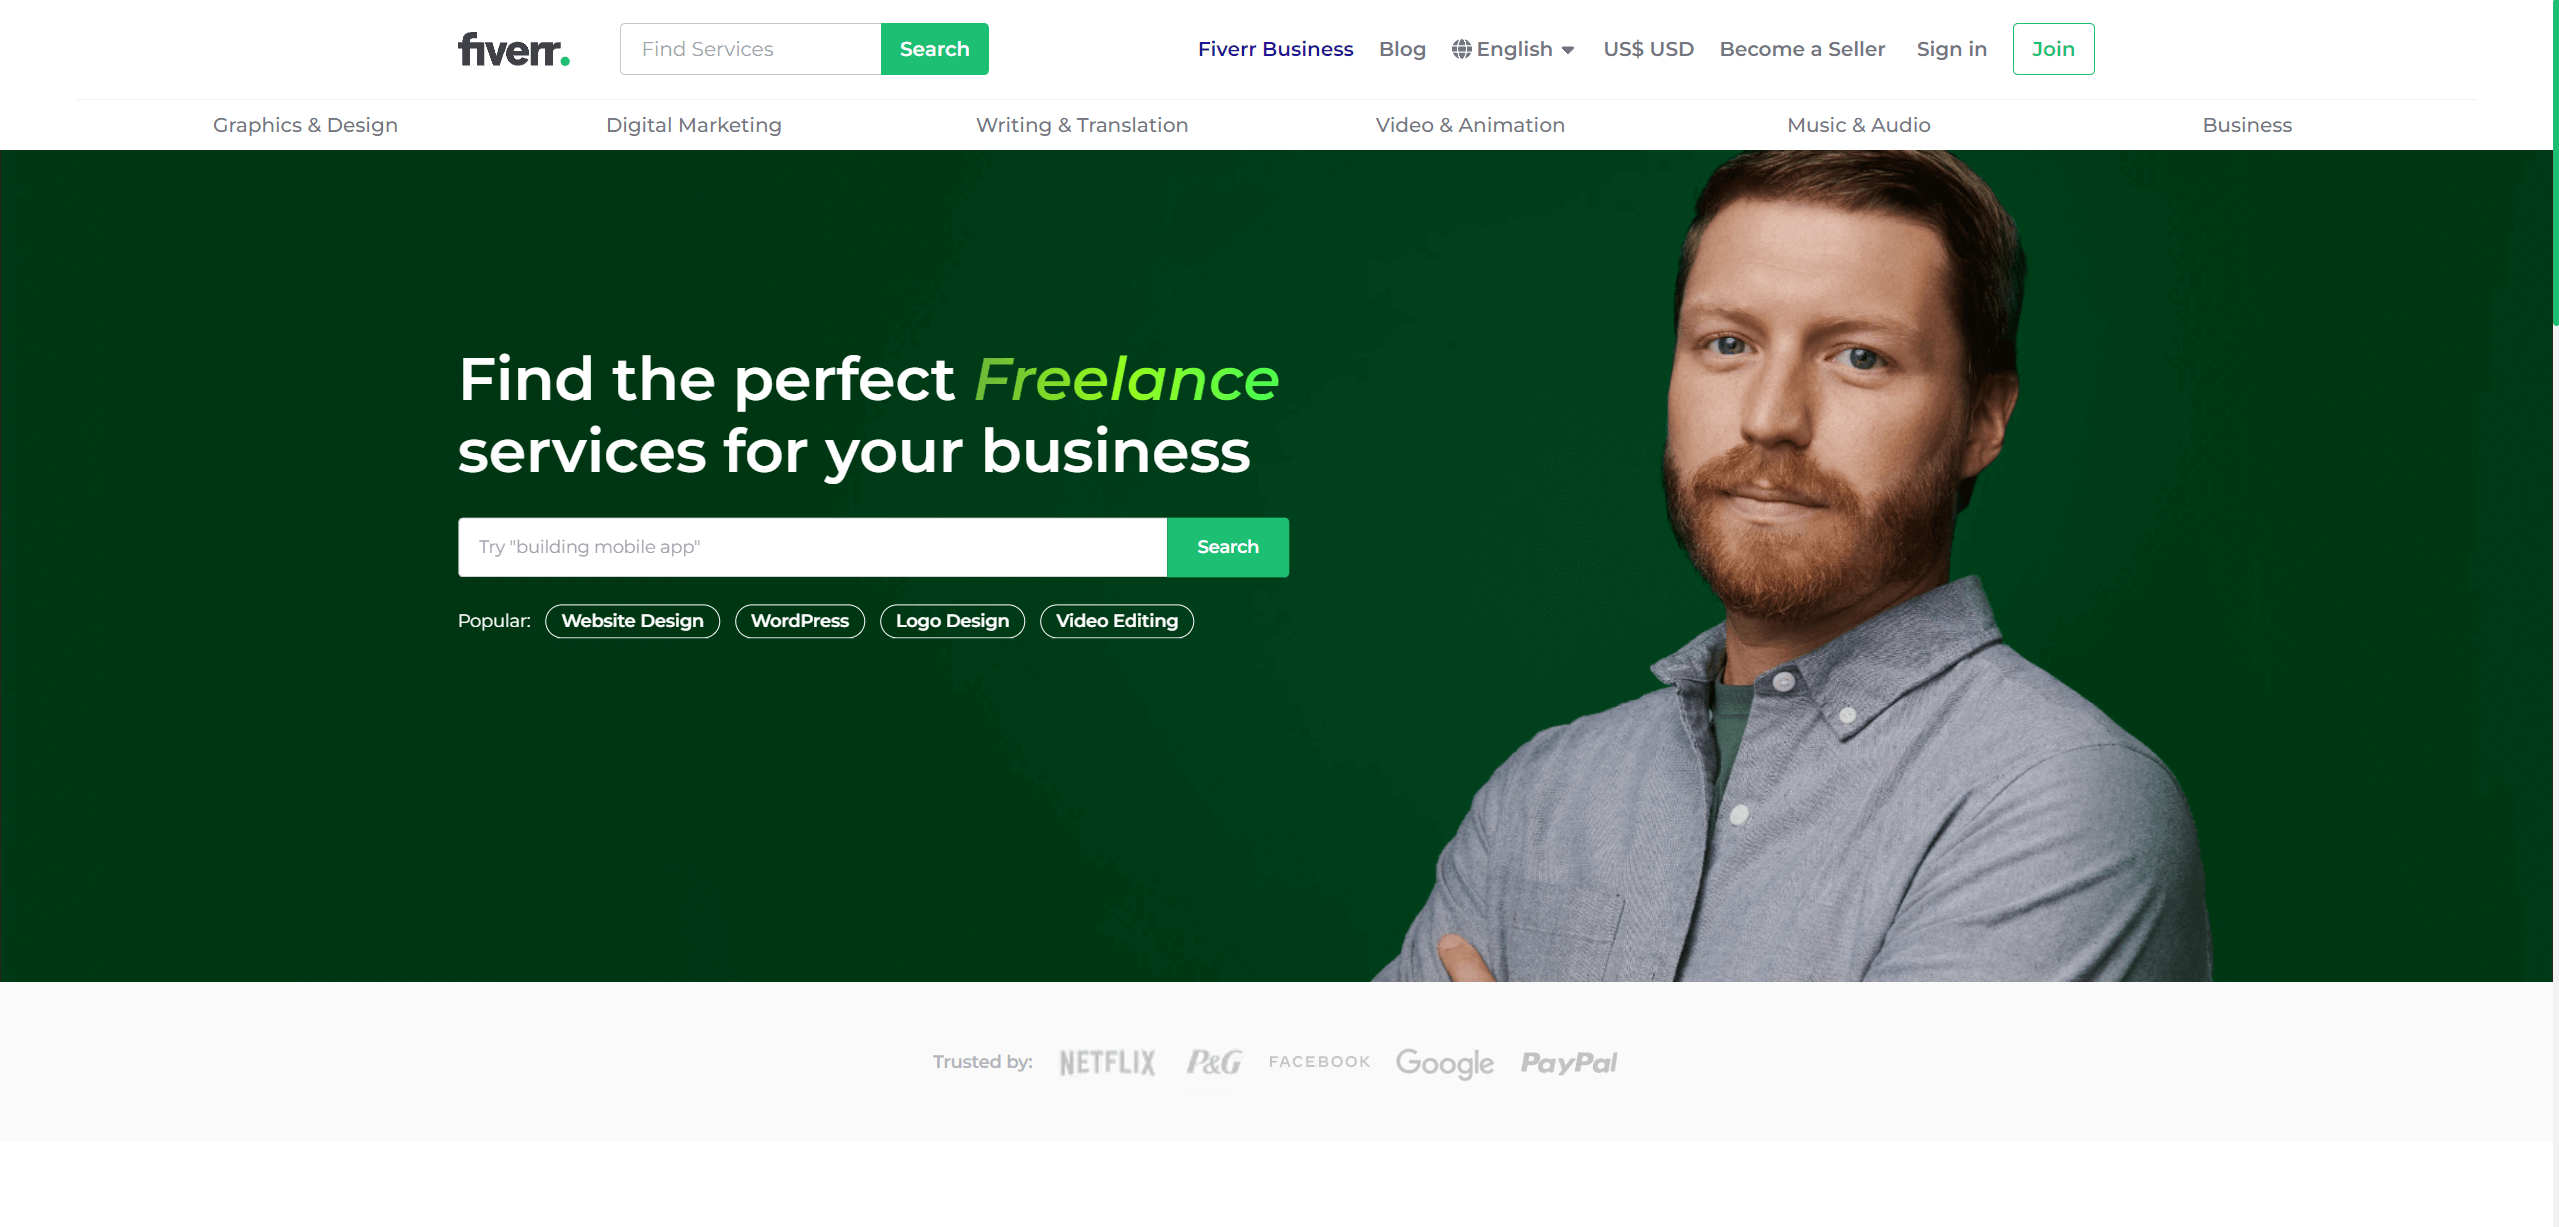 fiverr.
Find Services
Search
Fiverr Business
Blog
English
US$ USD
Become a Seller
Sign in
Join
Graphics & Design
Digital Marketing
Writing & Translation
Video & Animation
Music & Audio
Business
Find the perfect Freelance
services for your business
Try "building mobile app"
Search
Popular:
Website Design
WordPress
Logo Design
Video Editing
Trusted by:
NETFLIX
P&G
FACEBOOK
Google
PayPal